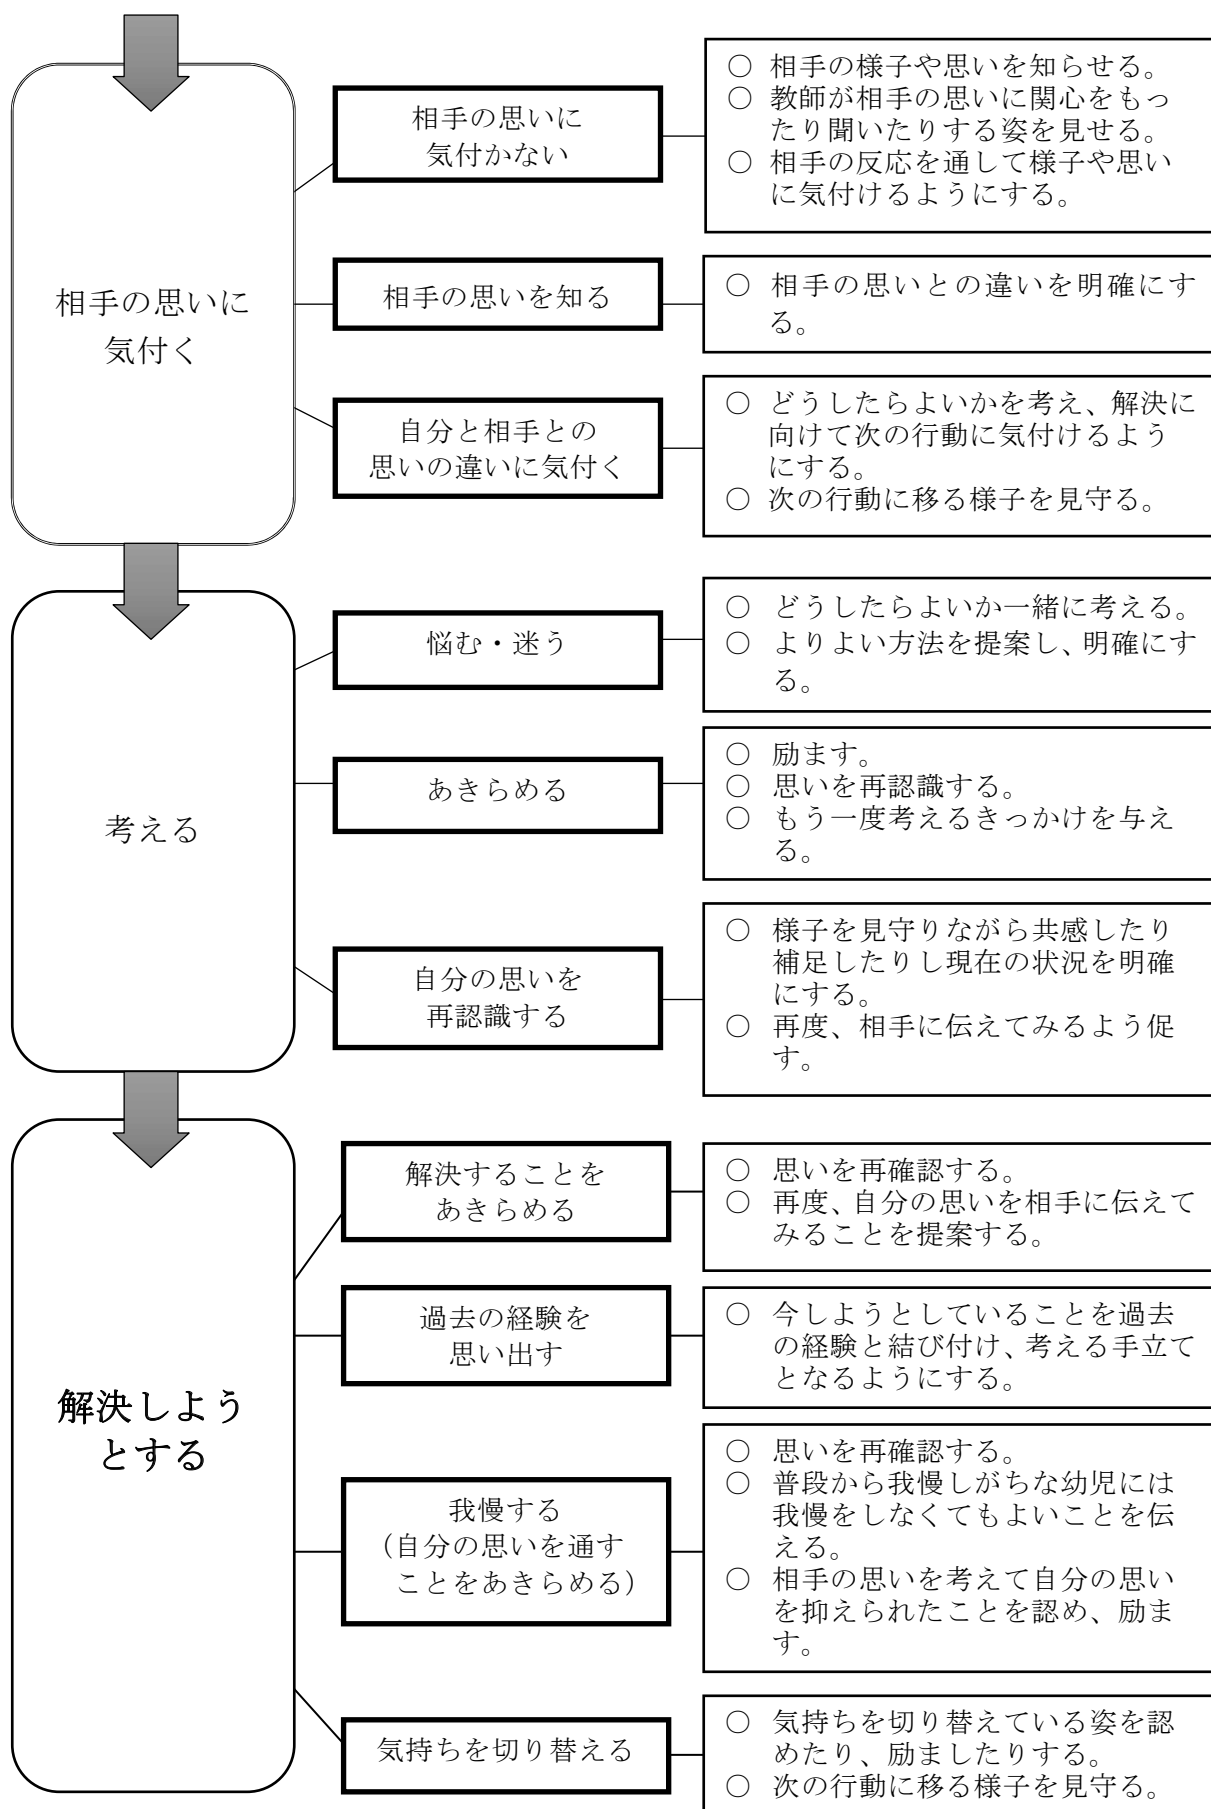 相手の思いに
気付く
相手の思いに
気付かない
○ 相手の様子や思いを知らせる。
○ 教師が相手の思いに関心をもっ
たり聞いたりする姿を見せる。
○ 相手の反応を通して様子や思い
に気付けるようにする。
相手の思いを知る
○ 相手の思いとの違いを明確にす
る。
自分と相手との
思いの違いに気付く
○ どうしたらよいかを考え、解決に
向けて次の行動に気付けるよう
にする。
○ 次の行動に移る様子を見守る。
考える
悩む・迷う
○ どうしたらよいか一緒に考える。
○ よりよい方法を提案し、明確にす
る。
あきらめる
○ 励ます。
○ 思いを再認識する。
○ もう一度考えるきっかけを与え
る。
自分の思いを
再認識する
○ 様子を見守りながら共感したり
補足したりし現在の状況を明確
にする。
○ 再度、相手に伝えてみるよう促
す。
解決しよう
とする
解決することを
あきらめる
○ 思いを再確認する。
○ 再度、自分の思いを相手に伝えて
みることを提案する。
過去の経験を
思い出す
○ 今しようとしていることを過去
の経験と結び付け、考える手立て
となるようにする。
我慢する
（自分の思いを通す
ことをあきらめる）
○ 思いを再確認する。
○ 普段から我慢しがちな幼児には
我慢をしなくてもよいことを伝
える。
○ 相手の思いを考えて自分の思い
を抑えられたことを認め、励ま
す。
気持ちを切り替える
○ 気持ちを切り替えている姿を認
めたり、励ましたりする。
○ 次の行動に移る様子を見守る。